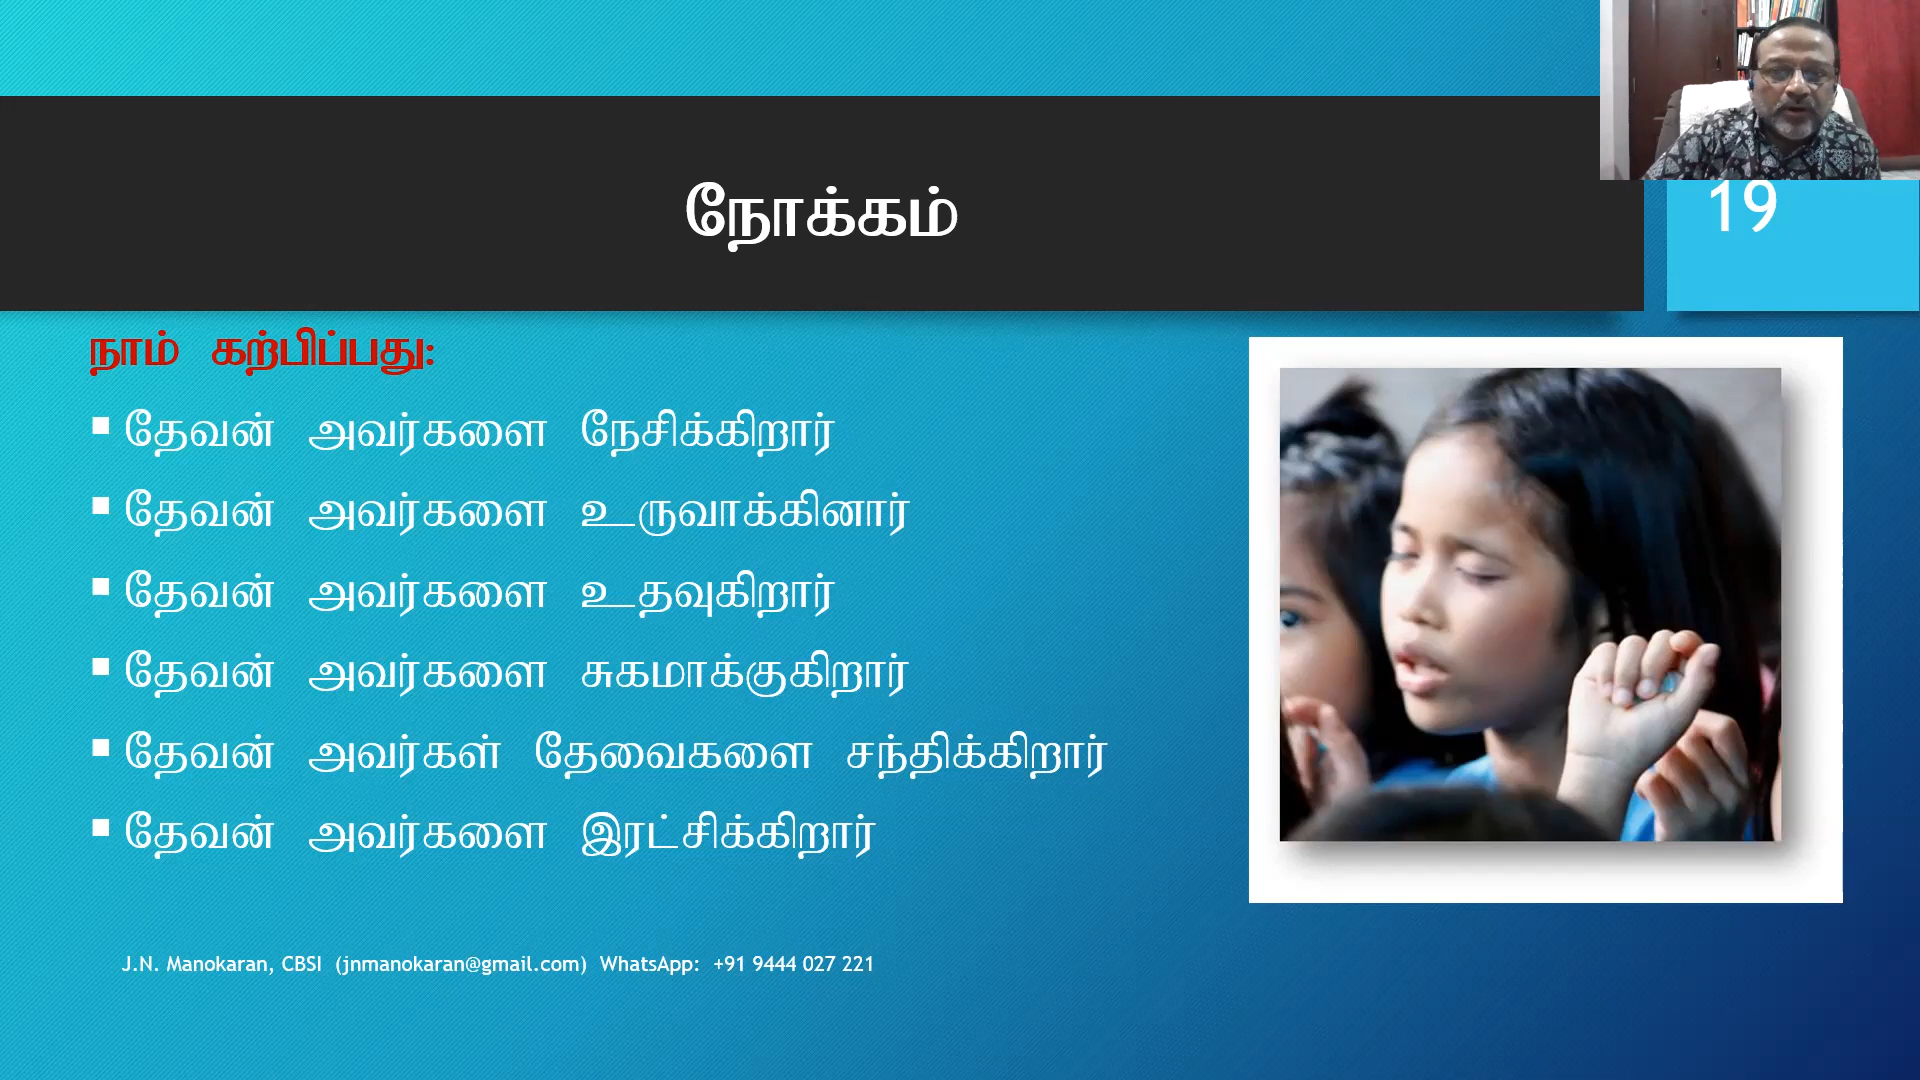 நோக்கம்
19
நாம் கற்பிப்பது:
▪ தேவன் அவர்களை நேசிக்கிறார்
▪ தேவன் அவர்களை உருவாக்கினார்
▪ தேவன் அவர்களை உதவுகிறார்
▪ தேவன் அவர்களை சுகமாக்குகிறார்
▪ தேவன் அவர்கள் தேவைகளை சந்திக்கிறார்
▪ தேவன் அவர்களை இரட்சிக்கிறார்
J.N. Manokaran, CBSI (jnmanokaran@gmail.com) WhatsApp: +91 9444 027 221